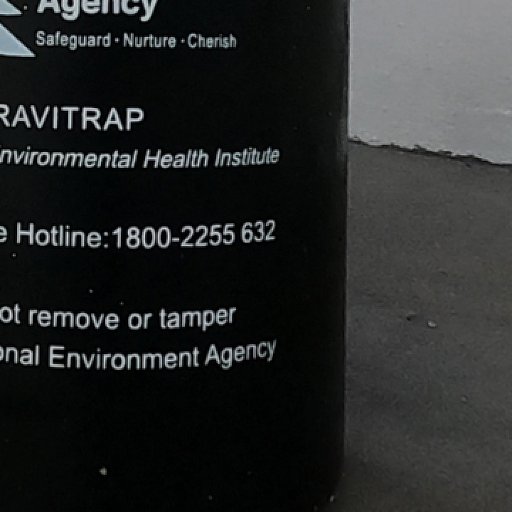 Agency
Safeguard · Nurture · Cherish
RAVITRAP
nvironmental Health Institute
e Hotline:1800-2255 632
ot remove or tamper
onal Environment Agency